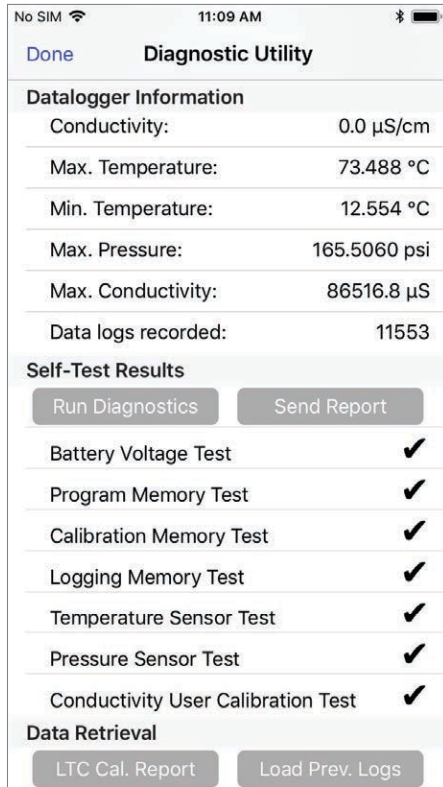 No SIM 11:09 AM
Done Diagnostic Utility
Datalogger Information
Conductivity: 0.0 µS/cm
Max. Temperature: 73.488 °C
Min. Temperature: 12.554 °C
Max. Pressure: 165.5060 psi
Max. Conductivity: 86516.8 µS
Data logs recorded: 11553
Self-Test Results
Run Diagnostics Send Report
Battery Voltage Test ✔
Program Memory Test ✔
Calibration Memory Test ✔
Logging Memory Test ✔
Temperature Sensor Test ✔
Pressure Sensor Test ✔
Conductivity User Calibration Test ✔
Data Retrieval
LTC Cal. Report Load Prev. Logs